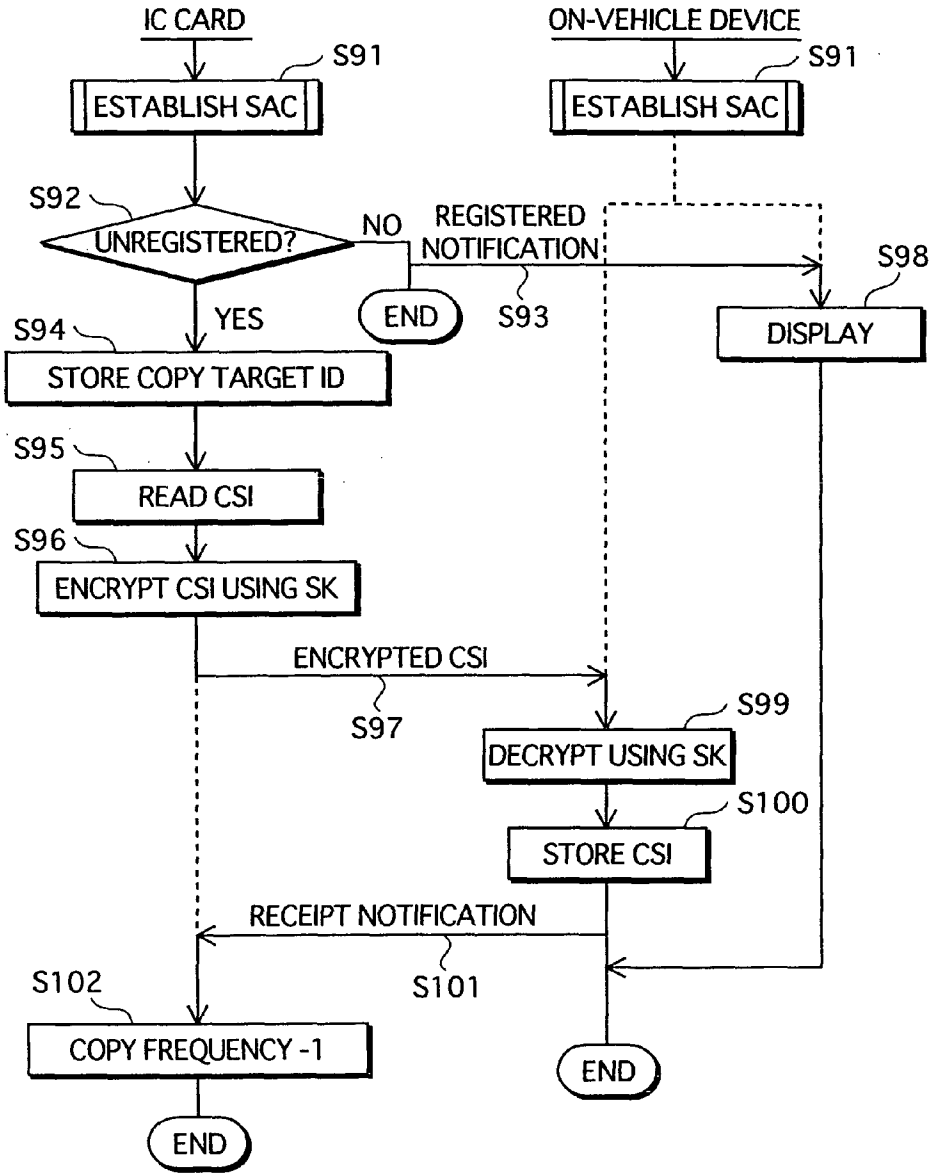 IC CARD
ON-VEHICLE DEVICE
S91
S91
ESTABLISH SAC
ESTABLISH SAC
S92
UNREGISTERED?
NO
REGISTERED
NOTIFICATION
S93
END
S98
DISPLAY
YES
S94
STORE COPY TARGET ID
S95
READ CSI
S96
ENCRYPT CSI USING SK
ENCRYPTED CSI
S97
S99
DECRYPT USING SK
S100
STORE CSI
RECEIPT NOTIFICATION
S101
S102
COPY FREQUENCY -1
END
END